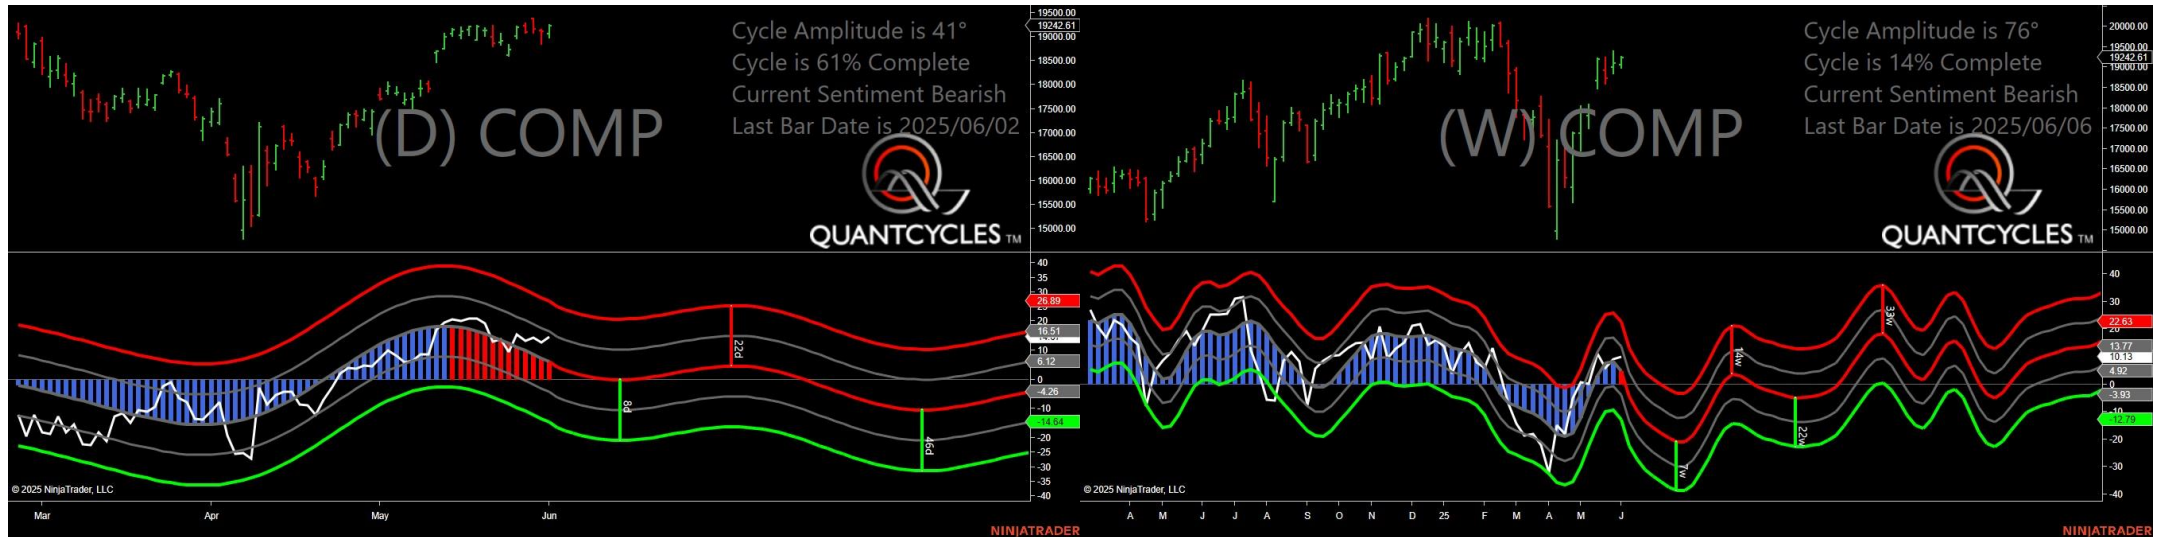 Cycle Amplitude is 41°
Cycle is 61% Complete
Current Sentiment Bearish
Last Bar Date is 2025/06/02
(D) COMP
QUANTCYCLES TM
19500.00
19242.61
19000.00
18500.00
18000.00
17500.00
17000.00
16500.00
16000.00
15500.00
15000.00
40
35
30
26.89
20
16.51
10
6.12
0
-4.26
-10
-14.64
-20
-25
-30
-35
-40
22d
8d
46d
© 2025 NinjaTrader, LLC
Mar
Apr
May
Jun
NINJATRADER
Cycle Amplitude is 76°
Cycle is 14% Complete
Current Sentiment Bearish
Last Bar Date is 2025/06/06
(W) COMP
QUANTCYCLES TM
20000.00
19500.00
19242.61
19000.00
18500.00
18000.00
17500.00
17000.00
16500.00
16000.00
15500.00
15000.00
40
30
22.63
20
13.77
10.13
4.92
0
-3.93
-10
-12.79
-20
-30
-40
14w
33w
22w
7w
© 2025 NinjaTrader, LLC
A M J J A S O N D 25 F M A M J
NINJATRADER